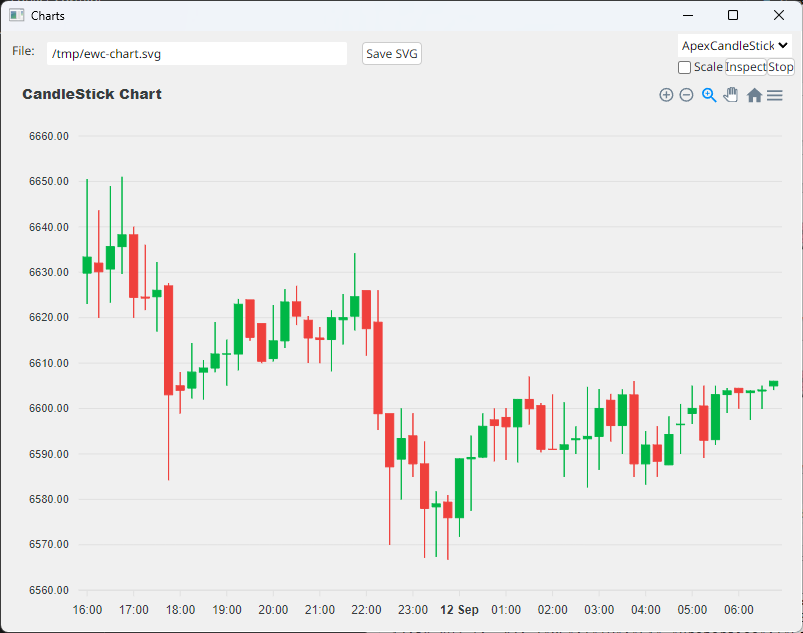 Charts
File: /tmp/ewc-chart.svg Save SVG ApexCandleStick
Scale Inspect Stop
CandleStick Chart
6660.00
6650.00
6640.00
6630.00
6620.00
6610.00
6600.00
6590.00
6580.00
6570.00
6560.00
16:00 17:00 18:00 19:00 20:00 21:00 22:00 23:00 12 Sep 01:00 02:00 03:00 04:00 05:00 06:00